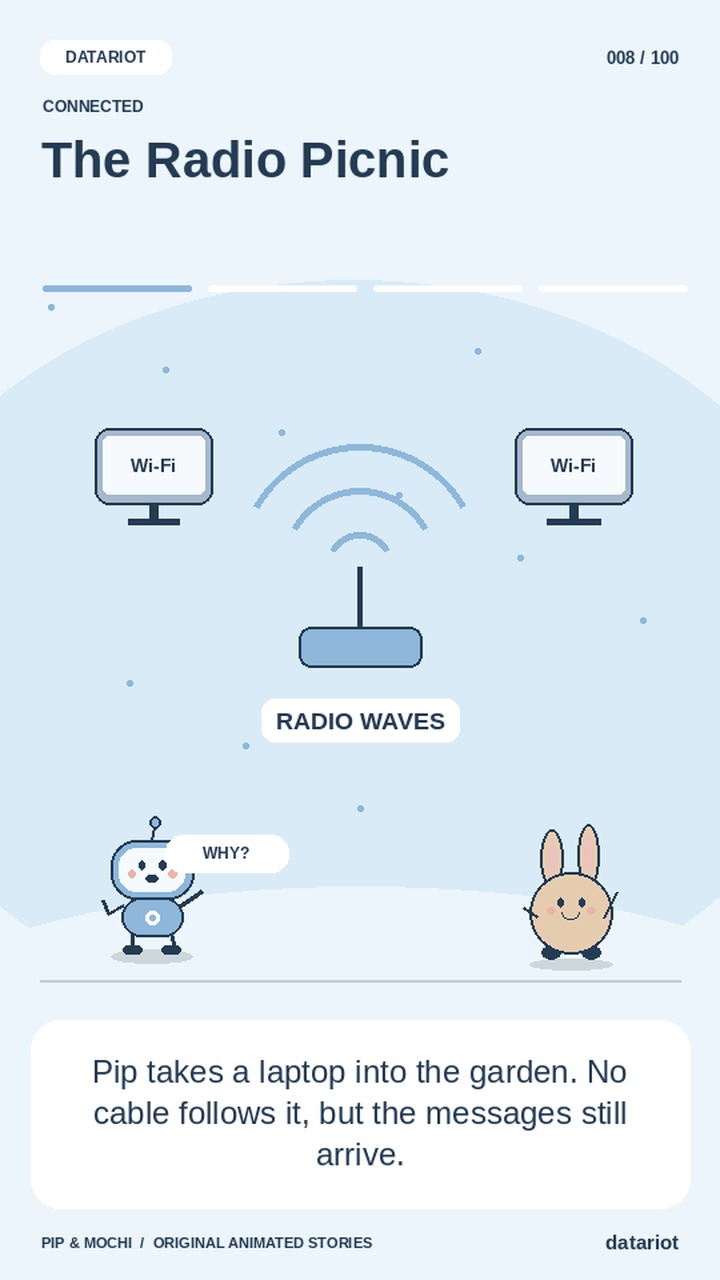 DATARIOT
008 / 100
CONNECTED
The Radio Picnic
Wi-Fi
Wi-Fi
RADIO WAVES
WHY?
Pip takes a laptop into the garden. No
cable follows it, but the messages still
arrive.
PIP & MOCHI / ORIGINAL ANIMATED STORIES
datariot